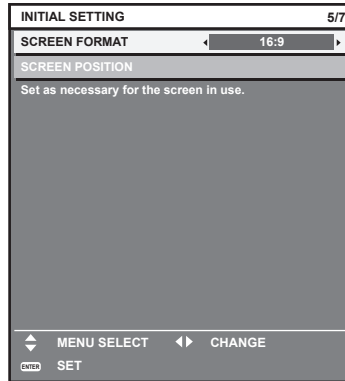 INITIAL SETTING 5/7
SCREEN FORMAT 16:9
SCREEN POSITION
Set as necessary for the screen in use.
MENU SELECT CHANGE
ENTER SET